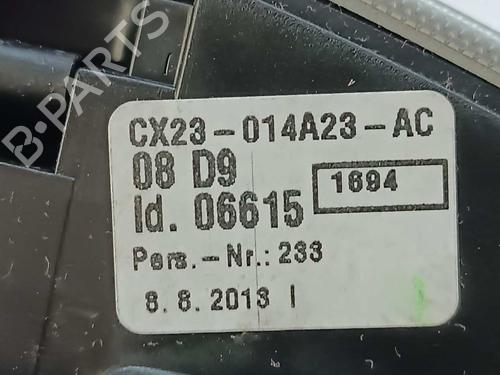 B-PARTS
CX23-014A23-AC
08 D9
1694
Id. 06615
Pers.-Nr.: 233
8.8.2013 I